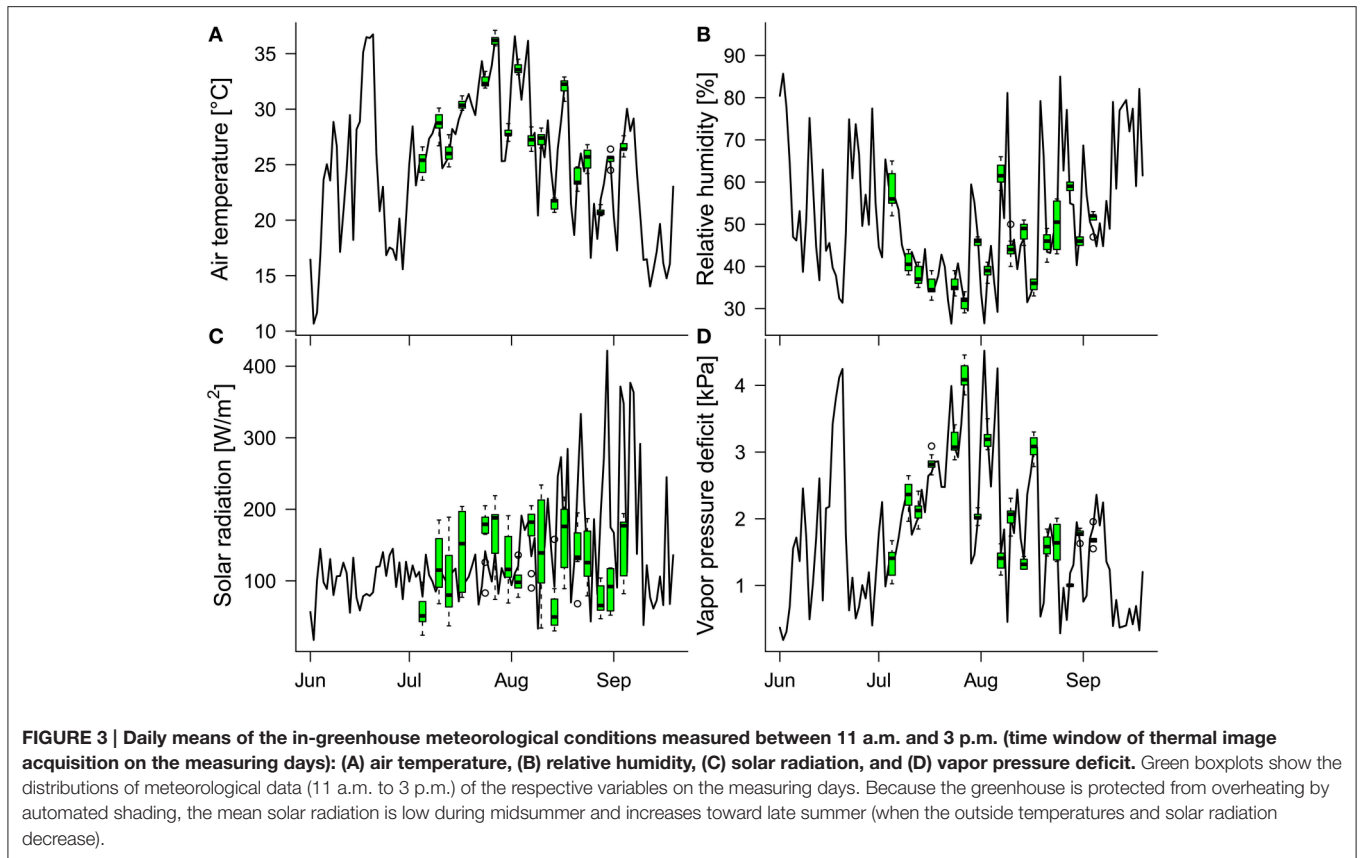 A
Air temperature [°C]
35
30
25
20
15
10
B
Relative humidity [%]
90
80
70
60
50
40
30
C
Solar radiation [W/m²]
400
300
200
100
Jun Jul Aug Sep
D
Vapor pressure deficit [kPa]
4
3
2
1
Jun Jul Aug Sep
FIGURE 3 | Daily means of the in-greenhouse meteorological conditions measured between 11 a.m. and 3 p.m. (time window of thermal image
acquisition on the measuring days): (A) air temperature, (B) relative humidity, (C) solar radiation, and (D) vapor pressure deficit. Green boxplots show the
distributions of meteorological data (11 a.m. to 3 p.m.) of the respective variables on the measuring days. Because the greenhouse is protected from overheating by
automated shading, the mean solar radiation is low during midsummer and increases toward late summer (when the outside temperatures and solar radiation
decrease).